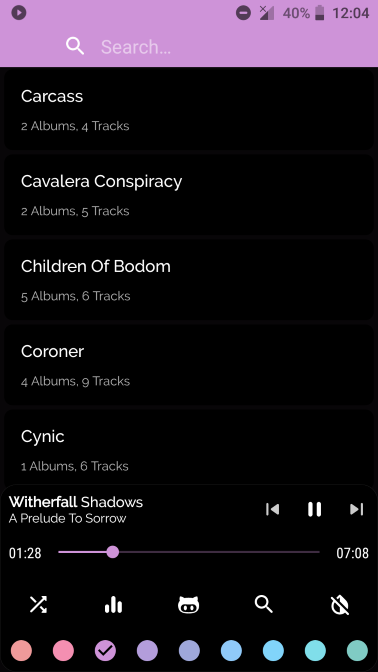 40% 12:04
Search...
Carcass
2 Albums, 4 Tracks
Cavalera Conspiracy
2 Albums, 5 Tracks
Children Of Bodom
5 Albums, 6 Tracks
Coroner
4 Albums, 9 Tracks
Cynic
1 Albums, 6 Tracks
Witherfall Shadows
A Prelude To Sorrow
01:28 07:08